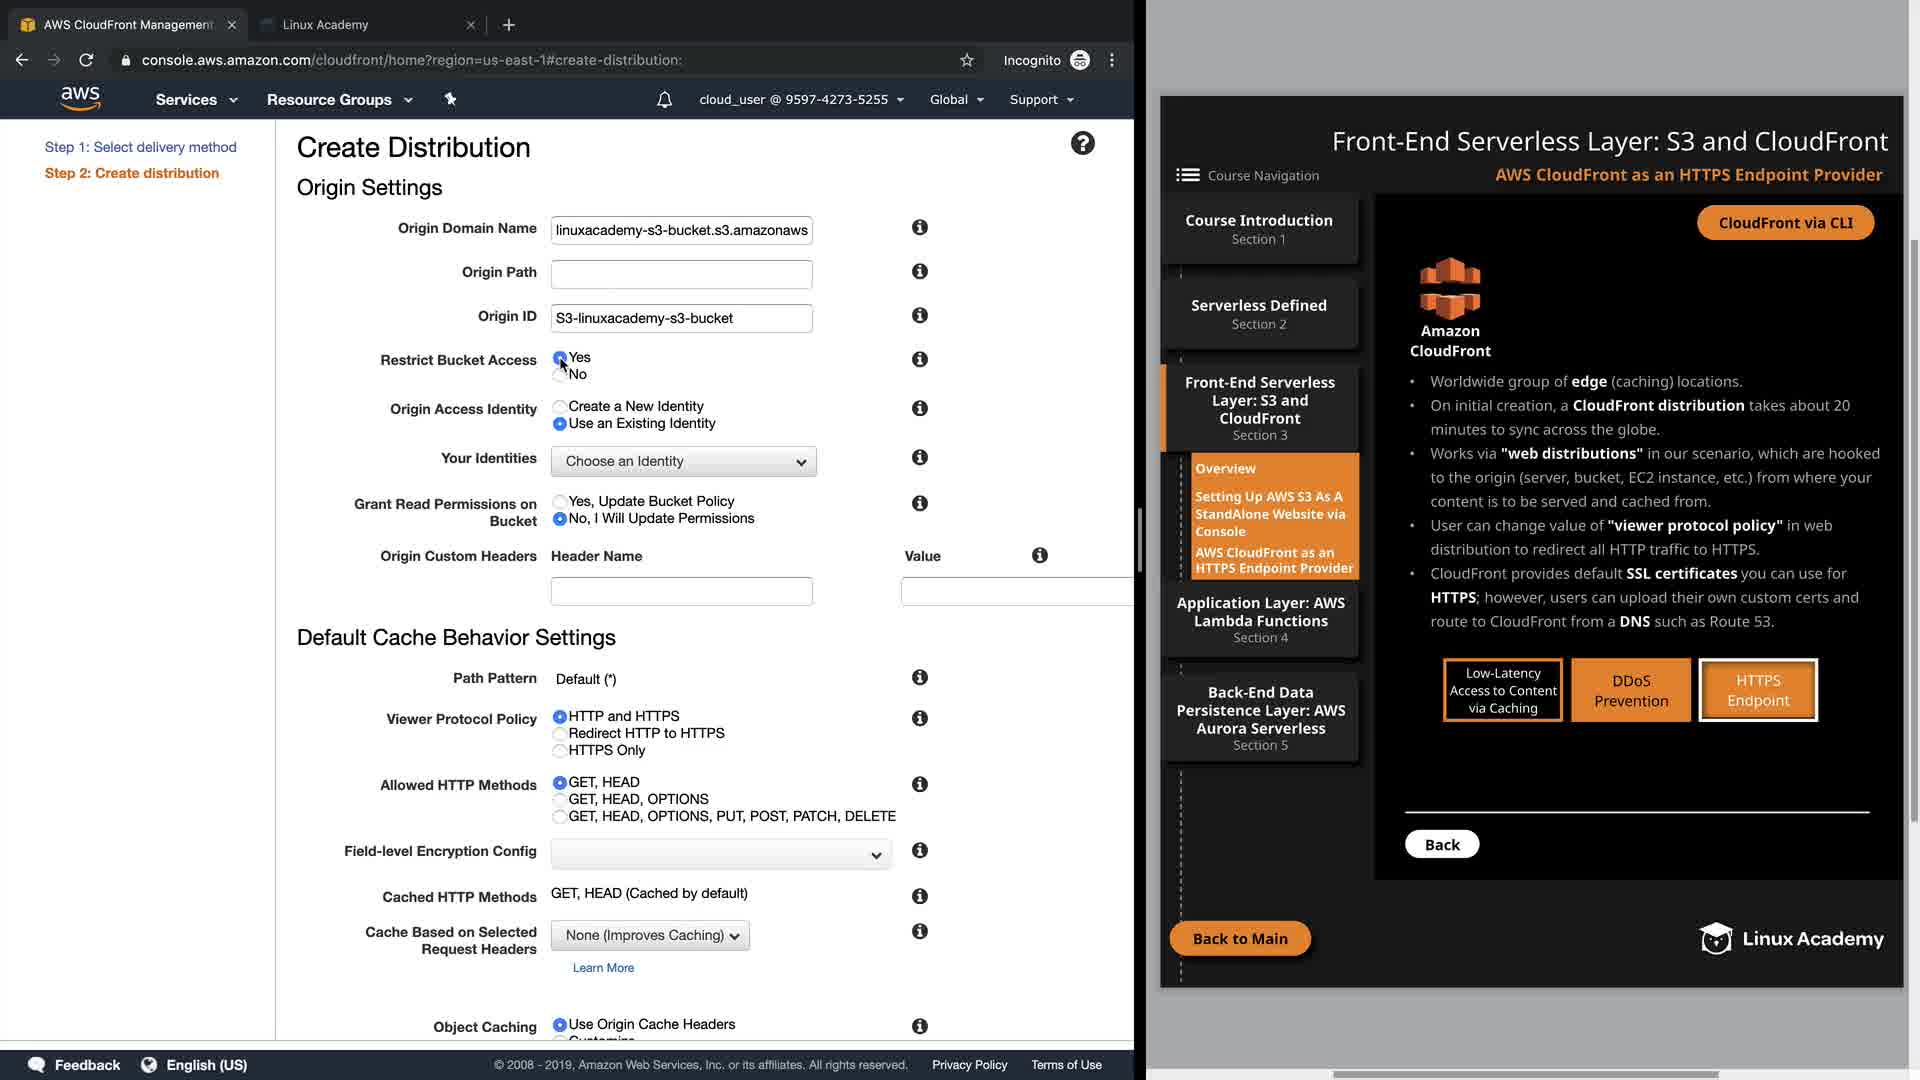 AWS CloudFront Management
Linux Academy
console.aws.amazon.com/cloudfront/home?region=us-east-1#create-distribution:
Incognito
aws
Services
Resource Groups
cloud_user @ 9597-4273-5255
Global
Support
Step 1: Select delivery method
Step 2: Create distribution
Create Distribution
Origin Settings
Origin Domain Name
linuxacademy-s3-bucket.s3.amazonaws
Origin Path
Origin ID
S3-linuxacademy-s3-bucket
Restrict Bucket Access
Yes
No
Origin Access Identity
Create a New Identity
Use an Existing Identity
Your Identities
Choose an Identity
Grant Read Permissions on
Bucket
Yes, Update Bucket Policy
No, I Will Update Permissions
Origin Custom Headers
Header Name
Value
Default Cache Behavior Settings
Path Pattern
Default (*)
Viewer Protocol Policy
HTTP and HTTPS
Redirect HTTP to HTTPS
HTTPS Only
Allowed HTTP Methods
GET, HEAD
GET, HEAD, OPTIONS
GET, HEAD, OPTIONS, PUT, POST, PATCH, DELETE
Field-level Encryption Config
Cached HTTP Methods
GET, HEAD (Cached by default)
Cache Based on Selected
Request Headers
None (Improves Caching)
Learn More
Object Caching
Use Origin Cache Headers
Feedback
English (US)
© 2008 - 2019, Amazon Web Services, Inc. or its affiliates. All rights reserved.
Privacy Policy
Terms of Use
Front-End Serverless Layer: S3 and CloudFront
Course Navigation
AWS CloudFront as an HTTPS Endpoint Provider
Course Introduction
Section 1
Serverless Defined
Section 2
Front-End Serverless
Layer: S3 and
CloudFront
Section 3
Overview
Setting Up AWS S3 As A
StandAlone Website via
Console
AWS CloudFront as an
HTTPS Endpoint Provider
Application Layer: AWS
Lambda Functions
Section 4
Back-End Data
Persistence Layer: AWS
Aurora Serverless
Section 5
Back to Main
CloudFront via CLI
Amazon
CloudFront
• Worldwide group of edge (caching) locations.
• On initial creation, a CloudFront distribution takes about 20
minutes to sync across the globe.
• Works via "web distributions" in our scenario, which are hooked
to the origin (server, bucket, EC2 instance, etc.) from where your
content is to be served and cached from.
• User can change value of "viewer protocol policy" in web
distribution to redirect all HTTP traffic to HTTPS.
• CloudFront provides default SSL certificates you can use for
HTTPS; however, users can upload their own custom certs and
route to CloudFront from a DNS such as Route 53.
Low-Latency
Access to Content
via Caching
DDoS
Prevention
HTTPS
Endpoint
Back
Linux Academy